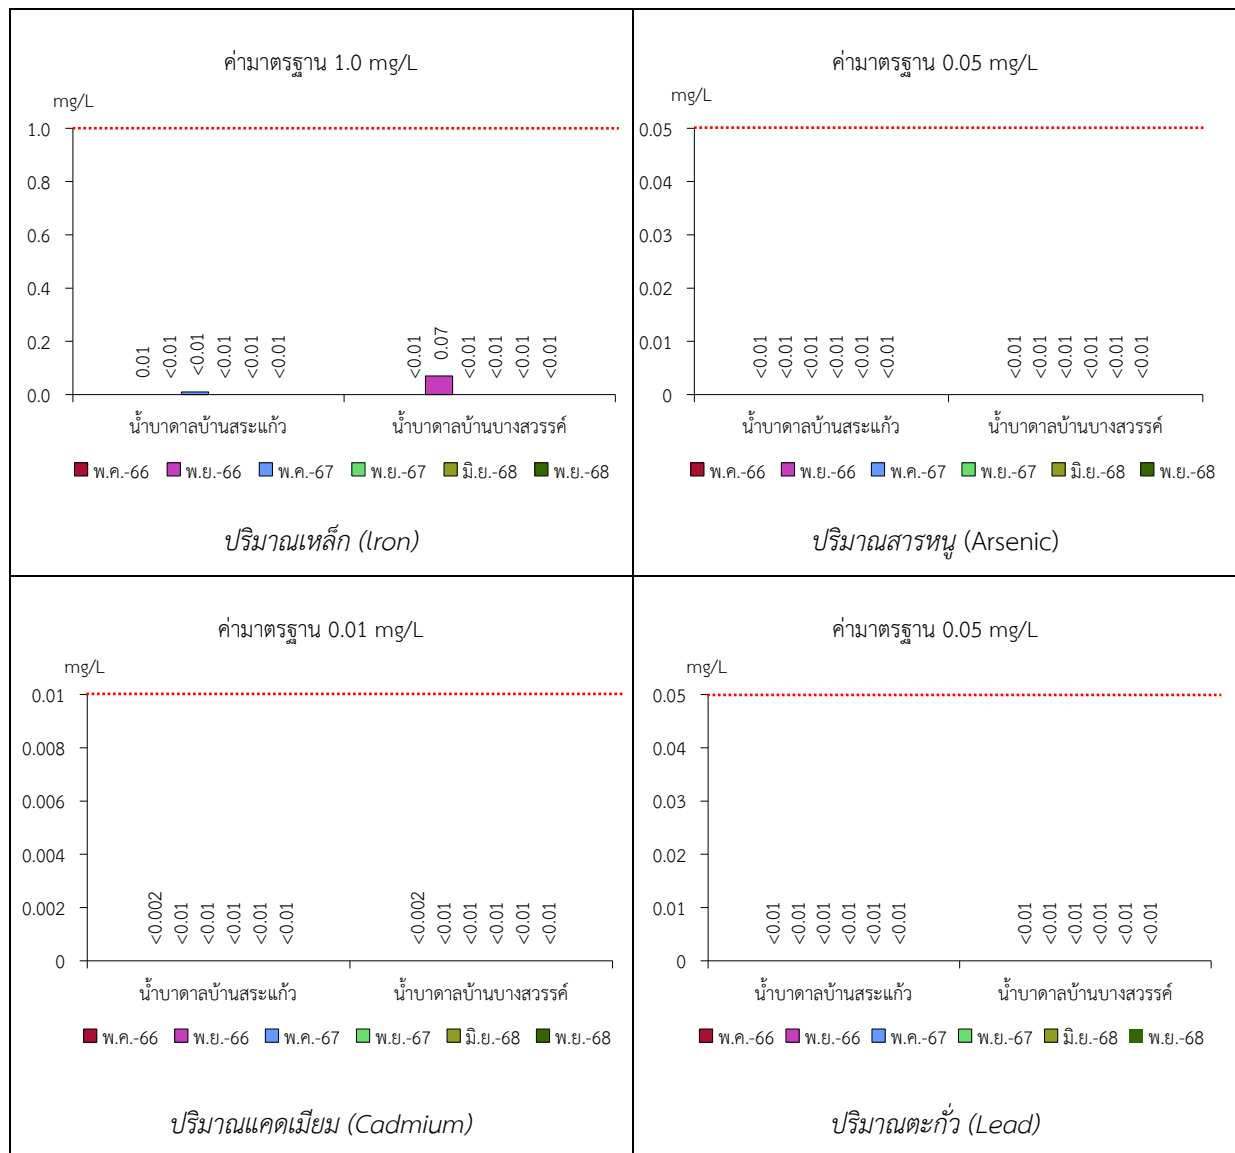 ค่ามาตรฐาน 1.0 mg/L
mg/L
1.0
0.8
0.6
0.4
0.2
0.0
0.01 <0.01 <0.01 <0.01 <0.01 <0.01
<0.01 0.07 <0.01 <0.01 <0.01 <0.01
น้ำบาดาลบ้านสระแก้ว น้ำบาดาลบ้านบางสวรรค์
พ.ค.-66 พ.ย.-66 พ.ค.-67 พ.ย.-67 มิ.ย.-68 พ.ย.-68
ปริมาณเหล็ก (lron)
ค่ามาตรฐาน 0.05 mg/L
mg/L
0.05
0.04
0.03
0.02
0.01
0
<0.01 <0.01 <0.01 <0.01 <0.01 <0.01
<0.01 <0.01 <0.01 <0.01 <0.01 <0.01
น้ำบาดาลบ้านสระแก้ว น้ำบาดาลบ้านบางสวรรค์
พ.ค.-66 พ.ย.-66 พ.ค.-67 พ.ย.-67 มิ.ย.-68 พ.ย.-68
ปริมาณสารหนู (Arsenic)
ค่ามาตรฐาน 0.01 mg/L
mg/L
0.01
0.008
0.006
0.004
0.002
0
<0.002 <0.01 <0.01 <0.01 <0.01 <0.01
<0.002 <0.01 <0.01 <0.01 <0.01 <0.01
น้ำบาดาลบ้านสระแก้ว น้ำบาดาลบ้านบางสวรรค์
พ.ค.-66 พ.ย.-66 พ.ค.-67 พ.ย.-67 มิ.ย.-68 พ.ย.-68
ปริมาณแคดเมียม (Cadmium)
ค่ามาตรฐาน 0.05 mg/L
mg/L
0.05
0.04
0.03
0.02
0.01
0
<0.01 <0.01 <0.01 <0.01 <0.01 <0.01
<0.01 <0.01 <0.01 <0.01 <0.01 <0.01
น้ำบาดาลบ้านสระแก้ว น้ำบาดาลบ้านบางสวรรค์
พ.ค.-66 พ.ย.-66 พ.ค.-67 พ.ย.-67 มิ.ย.-68 พ.ย.-68
ปริมาณตะกั่ว (Lead)